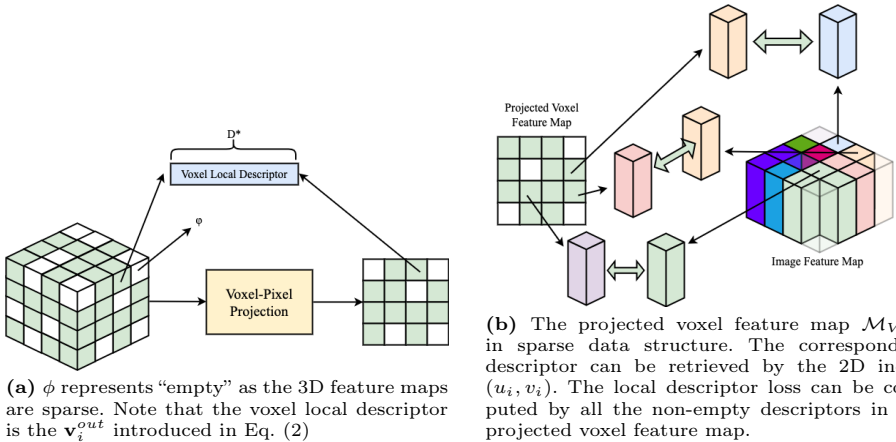 D*
Voxel Local Descriptor
φ
Voxel-Pixel
Projection
(a) ϕ represents “empty” as the 3D feature maps
are sparse. Note that the voxel local descriptor
is the v_i^{out} introduced in Eq. (2)
Projected Voxel
Feature Map
Image Feature Map
(b) The projected voxel feature map M_V
in sparse data structure. The correspond
descriptor can be retrieved by the 2D in
(u_i, v_i). The local descriptor loss can be co
puted by all the non-empty descriptors in
projected voxel feature map.